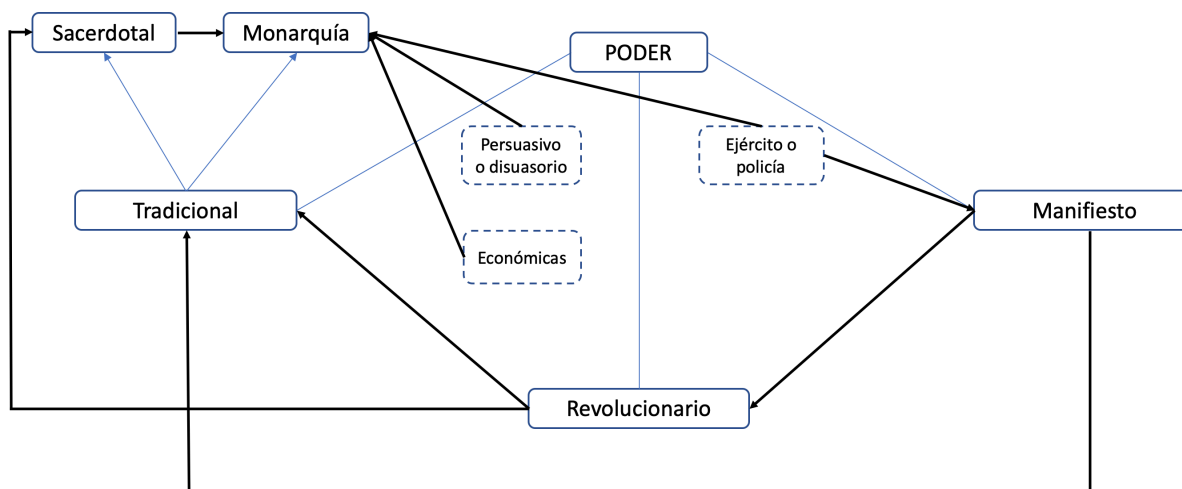 Sacerdotal
Monarquía
PODER
Persuasivo
o disuasorio
Ejército o
policía
Tradicional
Manifiesto
Económicas
Revolucionario